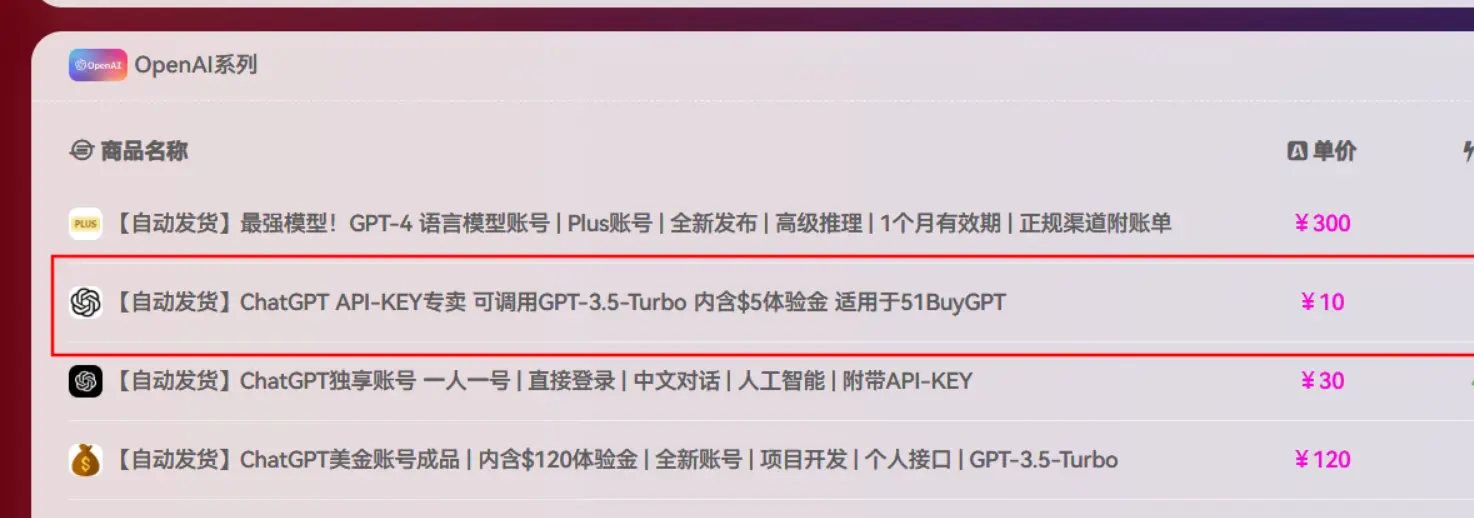 OpenAI OpenAI系列
商品名称 单价
PLUS 【自动发货】最强模型！GPT-4 语言模型账号 | Plus账号 | 全新发布 | 高级推理 | 1个月有效期 | 正规渠道附账单 ¥300
【自动发货】ChatGPT API-KEY专卖 可调用GPT-3.5-Turbo 内含$5体验金 适用于51BuyGPT ¥10
【自动发货】ChatGPT独享账号 一人一号 | 直接登录 | 中文对话 | 人工智能 | 附带API-KEY ¥30
【自动发货】ChatGPT美金账号成品 | 内含$120体验金 | 全新账号 | 项目开发 | 个人接口 | GPT-3.5-Turbo ¥120